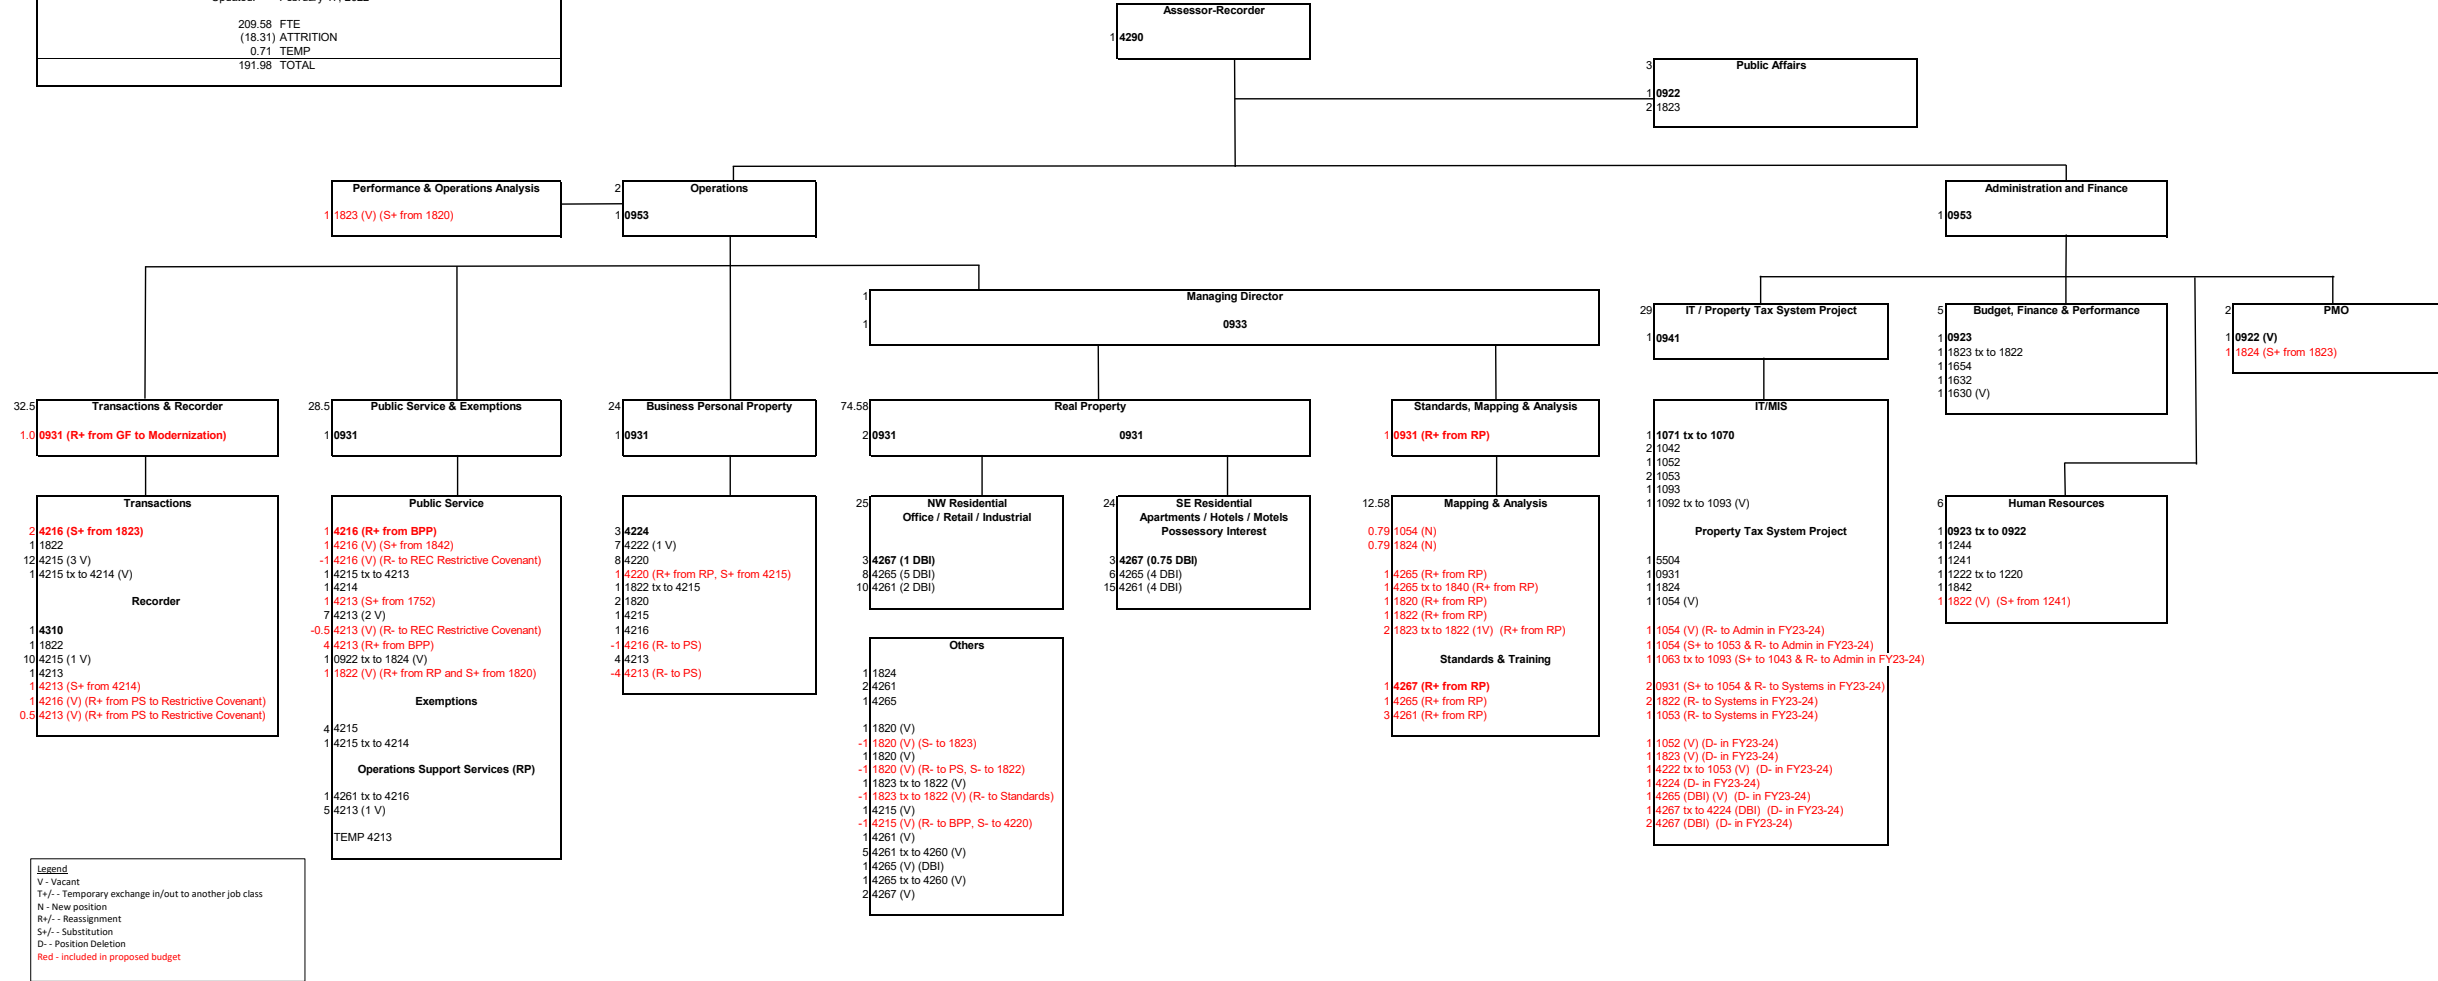 209.58 FTE
(18.31) ATTRITION
0.71 TEMP
191.98 TOTAL
Assessor-Recorder
1 4290
3 Public Affairs
1 0922
2 1823
Performance & Operations Analysis
1 1823 (V) (S+ from 1820)
2 Operations
1 0953
Administration and Finance
1 0953
1 Managing Director
1 0933
29 IT / Property Tax System Project
1 0941
5 Budget, Finance & Performance
1 0923
1 1823 tx to 1822
1 1654
1 1632
1 1630 (V)
2 PMO
1 0922 (V)
1 1824 (S+ from 1823)
32.5 Transactions & Recorder
1.0 0931 (R+ from GF to Modernization)
28.5 Public Service & Exemptions
1 0931
24 Business Personal Property
1 0931
74.58 Real Property
2 0931 0931
Standards, Mapping & Analysis
1 0931 (R+ from RP)
Transactions
2 4216 (S+ from 1823)
1 1822
12 4215 (3 V)
1 4215 tx to 4214 (V)
Recorder
1 4310
1 1822
10 4215 (1 V)
1 4213
1 4213 (S+ from 4214)
1 4216 (V) (R+ from PS to Restrictive Covenant)
0.5 4213 (V) (R+ from PS to Restrictive Covenant)
Public Service
1 4216 (R+ from BPP)
1 4216 (V) (S+ from 1842)
-1 4216 (V) (R- to REC Restrictive Covenant)
1 4215 tx to 4213
1 4214
1 4213 (S+ from 1752)
7 4213 (2 V)
-0.5 4213 (V) (R- to REC Restrictive Covenant)
4 4213 (R+ from BPP)
1 0922 tx to 1824 (V)
1 1822 (V) (R+ from RP and S+ from 1820)
Exemptions
4 4215
1 4215 tx to 4214
Operations Support Services (RP)
1 4261 tx to 4216
5 4213 (1 V)
TEMP 4213
3 4224
7 4222 (1 V)
8 4220
1 4220 (R+ from RP, S+ from 4215)
1 1822 tx to 4215
2 1820
1 4215
1 4216
-1 4216 (R- to PS)
4 4213
-4 4213 (R- to PS)
25 NW Residential
Office / Retail / Industrial
3 4267 (1 DBI)
8 4265 (5 DBI)
10 4261 (2 DBI)
24 SE Residential
Apartments / Hotels / Motels
Possessory Interest
3 4267 (0.75 DBI)
6 4265 (4 DBI)
15 4261 (4 DBI)
Others
1 1824
2 4261
1 4265
1 1820 (V)
-1 1820 (V) (S- to 1823)
1 1820 (V)
-1 1820 (V) (R- to PS, S- to 1822)
1 1823 tx to 1822 (V)
-1 1823 tx to 1822 (V) (R- to Standards)
1 4215 (V)
-1 4215 (V) (R- to BPP, S- to 4220)
1 4261 (V)
5 4261 tx to 4260 (V)
1 4265 (V) (DBI)
1 4265 tx to 4260 (V)
2 4267 (V)
12.58 Mapping & Analysis
0.79 1054 (N)
0.79 1824 (N)
1 4265 (R+ from RP)
1 4265 tx to 1840 (R+ from RP)
1 1820 (R+ from RP)
1 1822 (R+ from RP)
2 1823 tx to 1822 (1V) (R+ from RP)
Standards & Training
1 4267 (R+ from RP)
1 4265 (R+ from RP)
3 4261 (R+ from RP)
IT/MIS
1 1071 tx to 1070
2 1042
1 1052
2 1053
1 1093
1 1092 tx to 1093 (V)
Property Tax System Project
1 5504
1 0931
1 1824
1 1054 (V)
1 1054 (V) (R- to Admin in FY23-24)
1 1054 (S+ to 1053 & R- to Admin in FY23-24)
1 1063 tx to 1093 (S+ to 1043 & R- to Admin in FY23-24)
2 0931 (S+ to 1054 & R- to Systems in FY23-24)
2 1822 (R- to Systems in FY23-24)
1 1053 (R- to Systems in FY23-24)
1 1052 (V) (D- in FY23-24)
1 1823 (V) (D- in FY23-24)
1 4222 tx to 1053 (V) (D- in FY23-24)
1 4224 (D- in FY23-24)
1 4265 (DBI) (V) (D- in FY23-24)
1 4267 tx to 4224 (DBI) (D- in FY23-24)
2 4267 (DBI) (D- in FY23-24)
6 Human Resources
1 0923 tx to 0922
1 1244
1 1241
1 1222 tx to 1220
1 1842
1 1822 (V) (S+ from 1241)
Legend
V - Vacant
T+/- - Temporary exchange in/out to another job class
N - New position
R+/- - Reassignment
S+/- - Substitution
D- - Position Deletion
Red - included in proposed budget